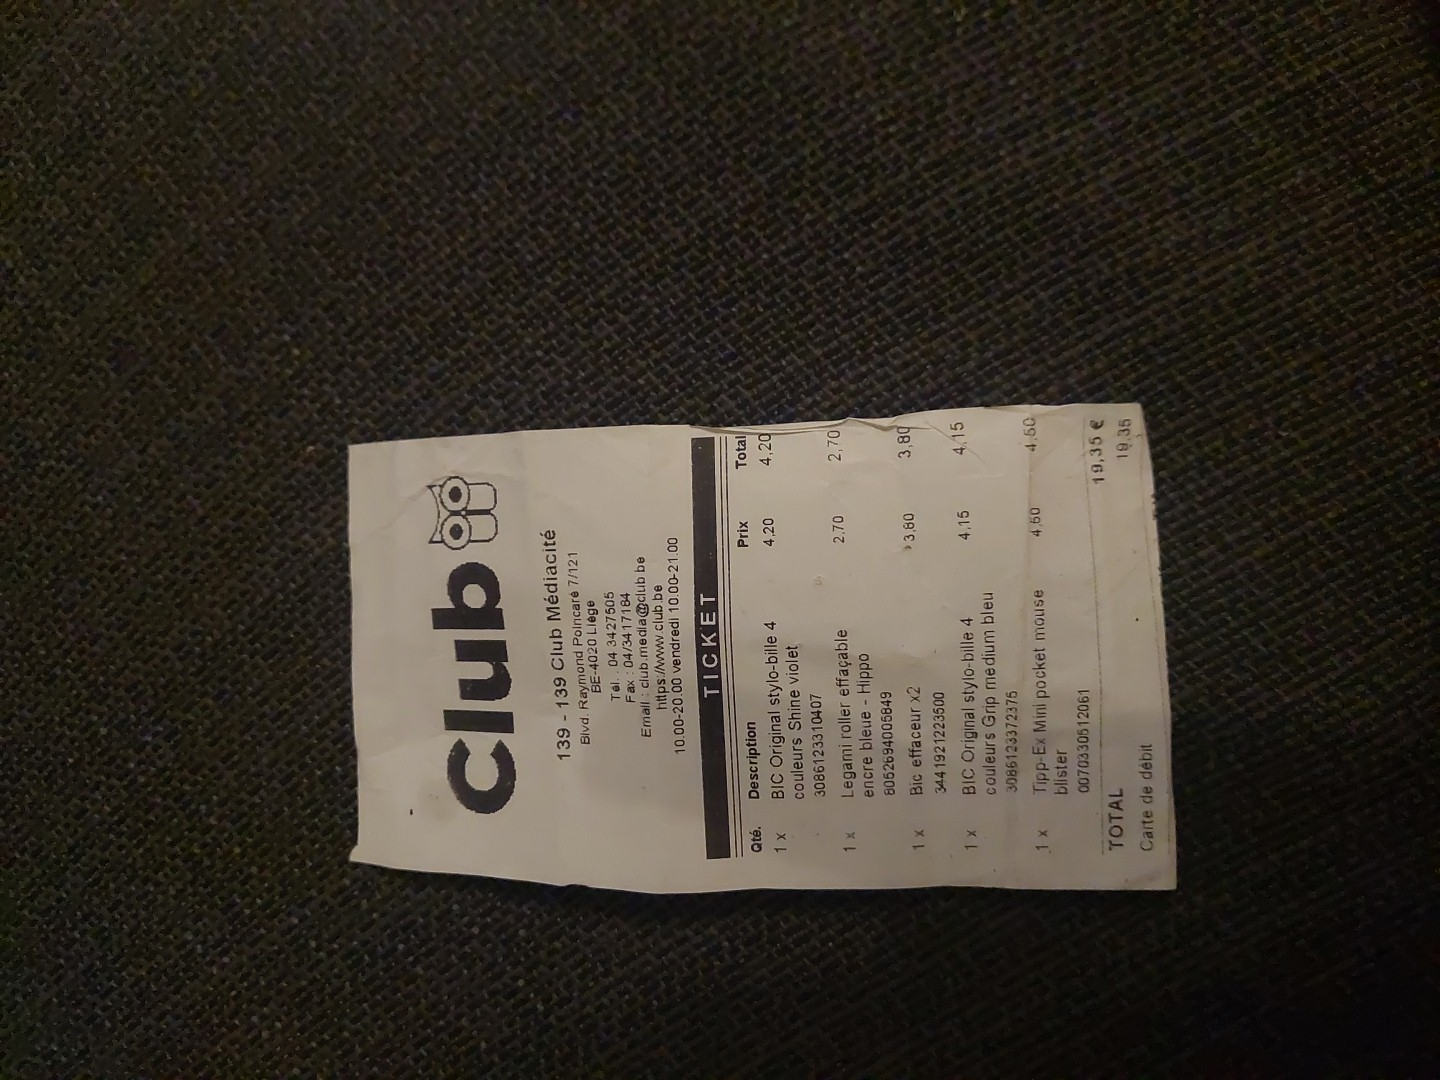 Club
139 - 139 Club Médiacité
Blvd. Raymond Poincaré 7/121
BE-4020 Liège
Tél. : 04 3427505
Fax : 04/3417184
Email : club.media@club.be
https://www.club.be
10.00-20.00 vendredi 10.00-21.00
TICKET
Qté. Description Prix Total
1 x BIC Original stylo-bille 4 4,20 4,20
couleurs Shine violet
3086123310407
1 x Legami roller effaçable 2,70 2,70
encre bleue - Hippo
8052694005849
1 x Bic effaceur x2 3,80 3,80
3441921223500
1 x BIC Original stylo-bille 4 4,15 4,15
couleurs Grip medium bleu
3086123372375
1 x Tipp-Ex Mini pocket mouse 4,50 4,50
blister
0070330512061
TOTAL 19,35 €
Carte de débit 19,35